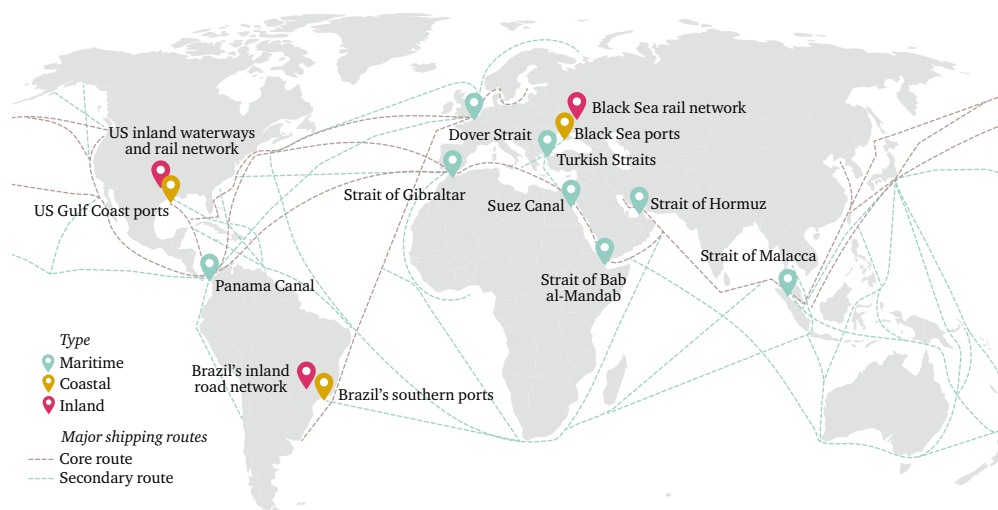 Black Sea rail network
US inland waterways
and rail network
Dover Strait
Black Sea ports
Turkish Straits
Strait of Gibraltar
US Gulf Coast ports
Suez Canal
Strait of Hormuz
Strait of Malacca
Panama Canal
Strait of Bab
al-Mandab
Type
Maritime
Coastal
Inland
Brazil’s inland
road network
Brazil’s southern ports
Major shipping routes
Core route
Secondary route